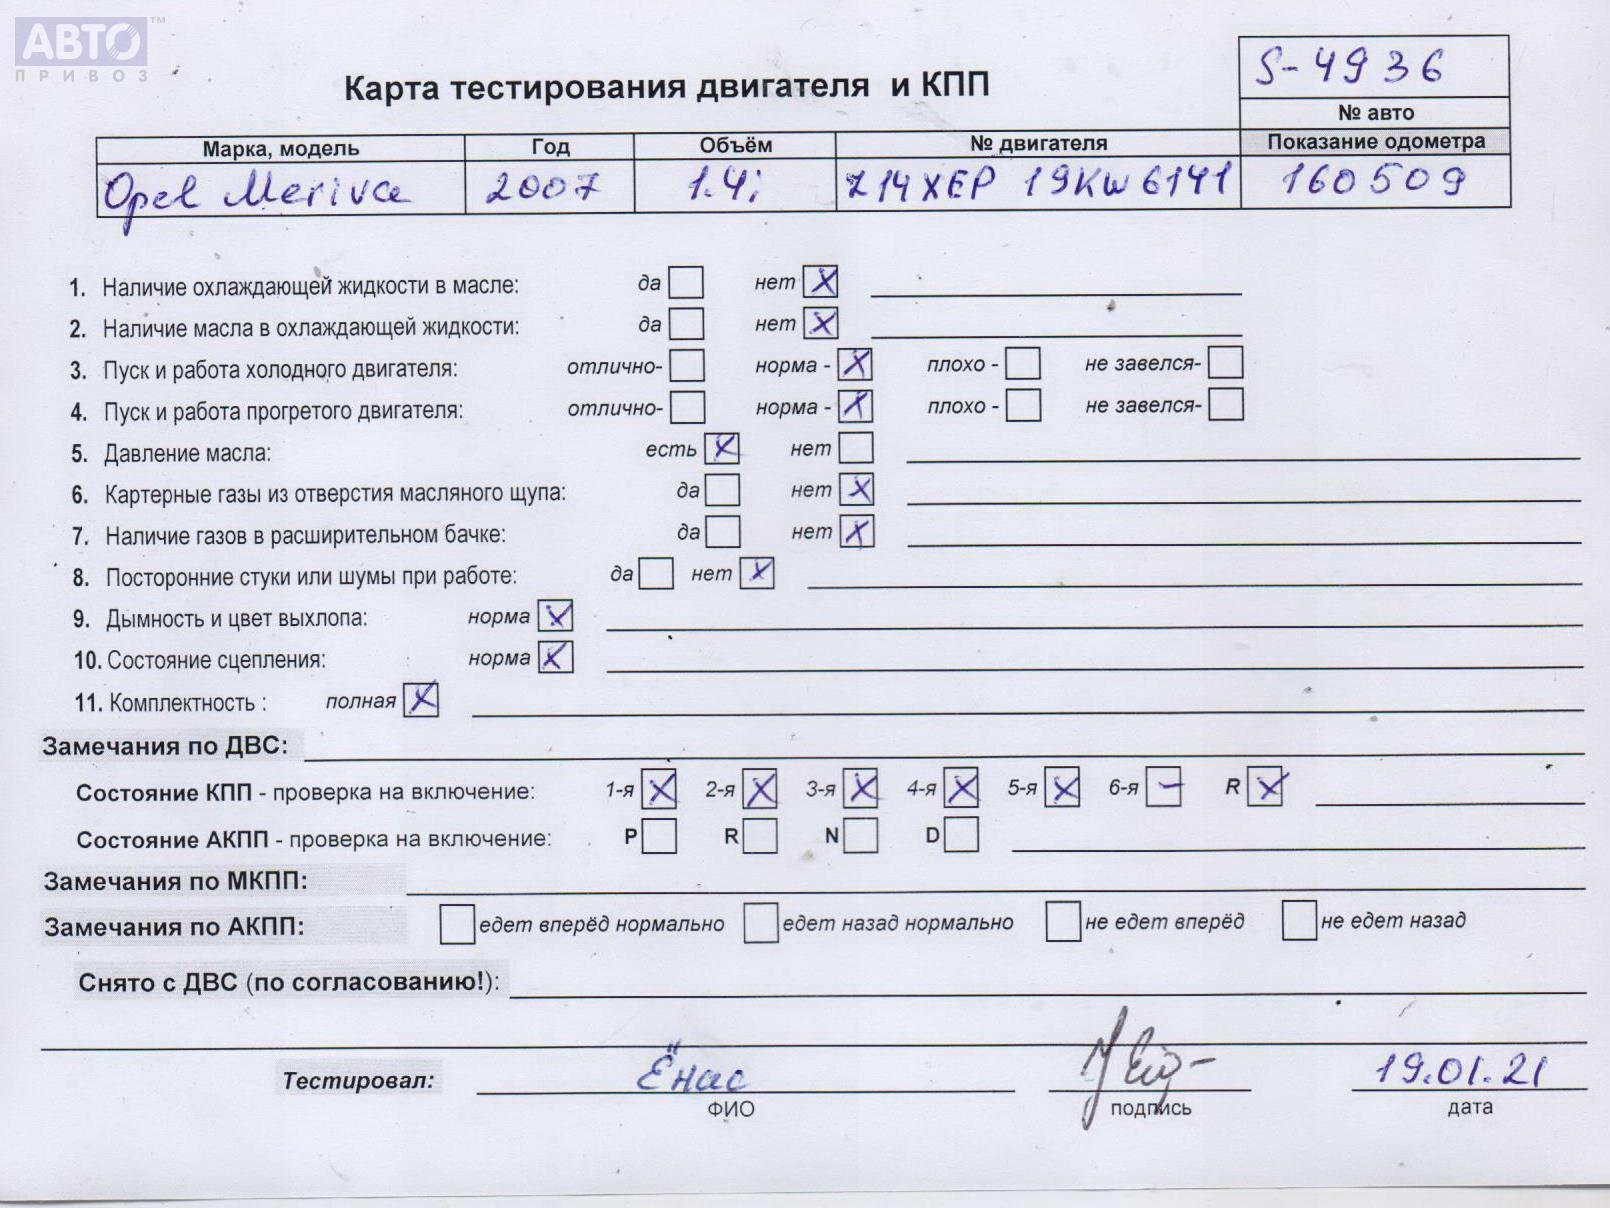 АВТО™
ПРИВОЗ
S-4936
Карта тестирования двигателя и КПП
№ авто
Марка, модель Год Объём № двигателя Показание одометра
Opel Meriva 2007 1.4i Z14XEP 19KW6141 160509
1. Наличие охлаждающей жидкости в масле: да нет X
2. Наличие масла в охлаждающей жидкости: да нет X
3. Пуск и работа холодного двигателя: отлично- норма - X плохо - не завелся-
4. Пуск и работа прогретого двигателя: отлично- норма - X плохо - не завелся-
5. Давление масла: есть X нет
6. Картерные газы из отверстия масляного щупа: да нет X
7. Наличие газов в расширительном бачке: да нет X
8. Посторонние стуки или шумы при работе: да нет X
9. Дымность и цвет выхлопа: норма X
10. Состояние сцепления: норма X
11. Комплектность : полная X
Замечания по ДВС:
Состояние КПП - проверка на включение: 1-я X 2-я X 3-я X 4-я X 5-я X 6-я – R X
Состояние АКПП - проверка на включение: P R N D
Замечания по МКПП:
Замечания по АКПП: едет вперёд нормально едет назад нормально не едет вперёд не едет назад
Снято с ДВС (по согласованию!):
Тестировал: Ёнас 19.01.21
ФИО подпись дата